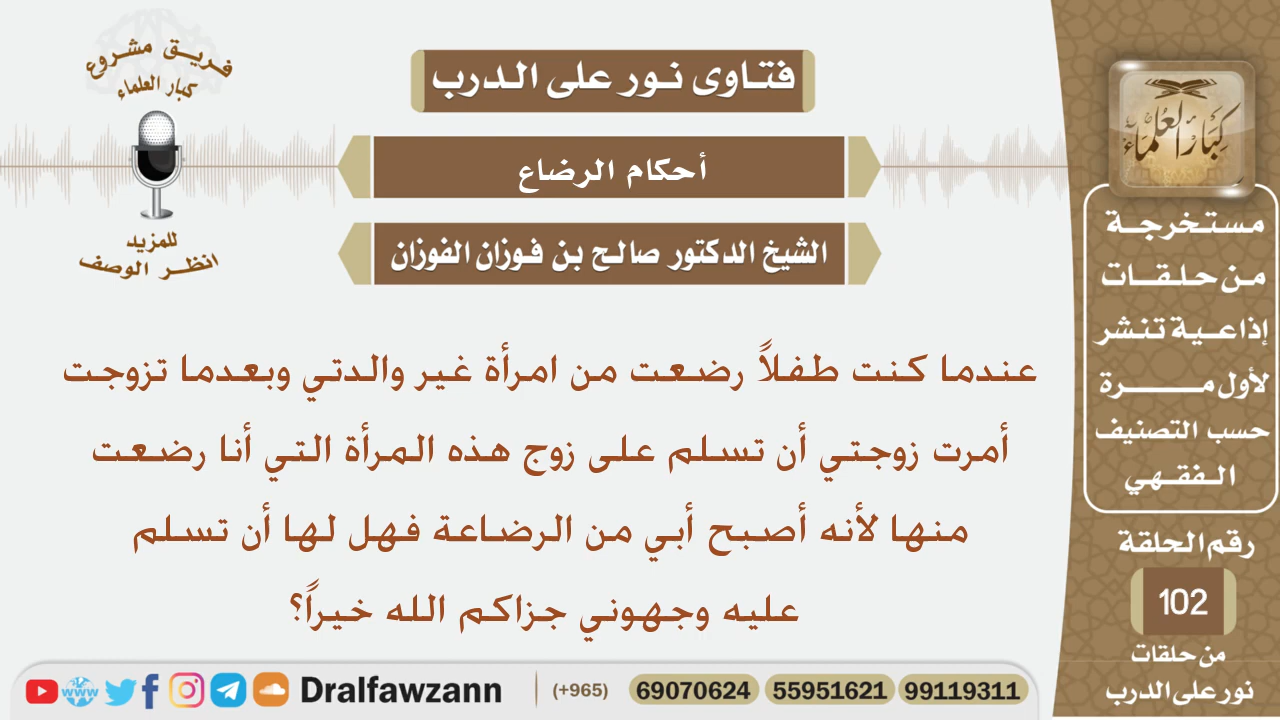 فريق مشروع
كبار العلماء
للمزيد
انظر الوصف
فتاوى نور على الدرب
أحكام الرضاع
الشيخ الدكتور صالح بن فوزان الفوزان
عندما كنت طفلاً رضعت من امرأة غير والدتي وبعدما تزوجت
أمرت زوجتي أن تسلم على زوج هذه المرأة التي أنا رضعت
منها لأنه أصبح أبي من الرضاعة فهل لها أن تسلم
عليه وجهوني جزاكم الله خيراً؟
كبار العلماء
مستخرجة
من حلقات
إذاعية تنشر
لأول مرة
حسب التصنيف
الفقهي
رقم الحلقة
102
من حلقات
نور على الدرب
www Dralfawzann (+965) 69070624 55951621 99119311